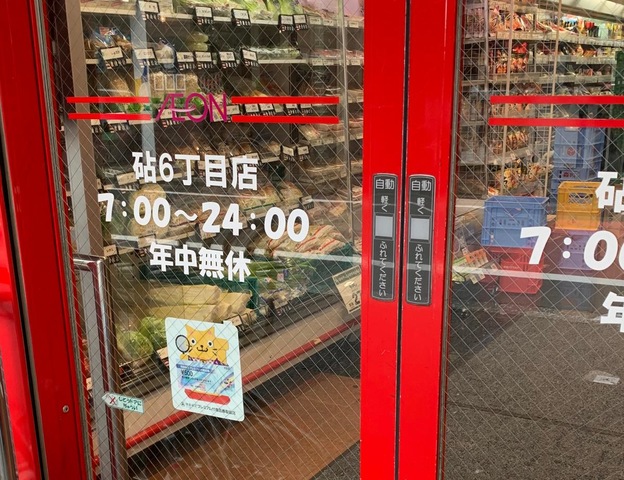 ÆON
砧6丁目店
7:00～24:00
年中無休
自動
軽く
ふれてください
自動
軽く
ふれてください
砧
7:00
年
¥500